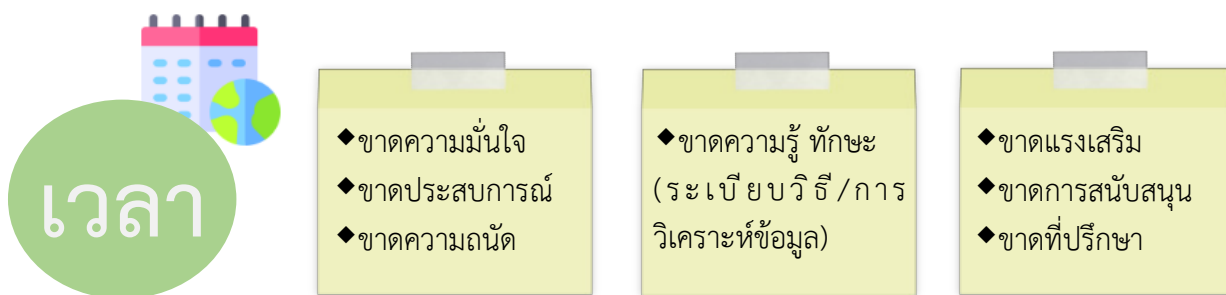 เวลา
◆ขาดความมั่นใจ
◆ขาดประสบการณ์
◆ขาดความถนัด
◆ขาดความรู้ ทักษะ
(ระเบียบวิธี/การ
วิเคราะห์ข้อมูล)
◆ขาดแรงเสริม
◆ขาดการสนับสนุน
◆ขาดที่ปรึกษา